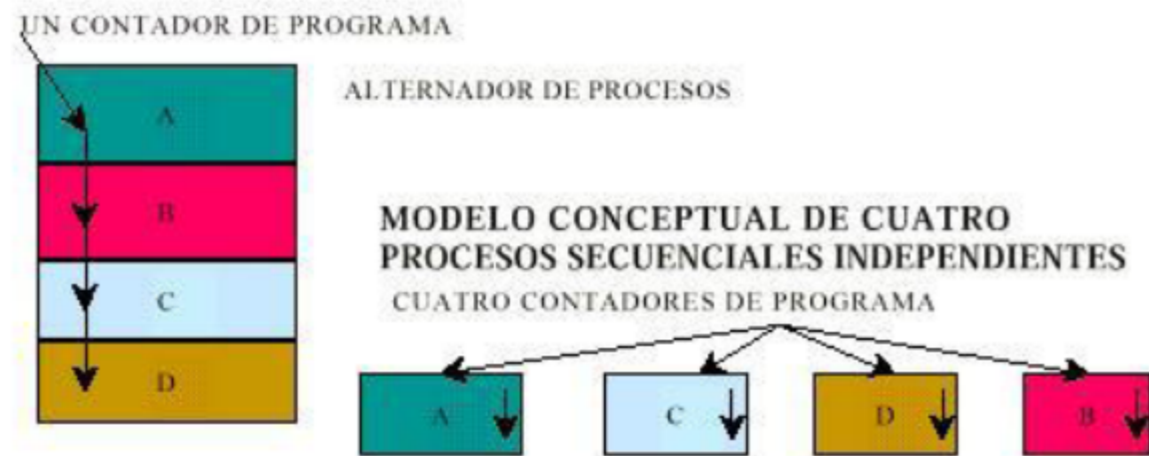 UN CONTADOR DE PROGRAMA
ALTERNADOR DE PROCESOS
A
B
C
D
MODELO CONCEPTUAL DE CUATRO
PROCESOS SECUENCIALES INDEPENDIENTES
CUATRO CONTADORES DE PROGRAMA
A
C
D
B